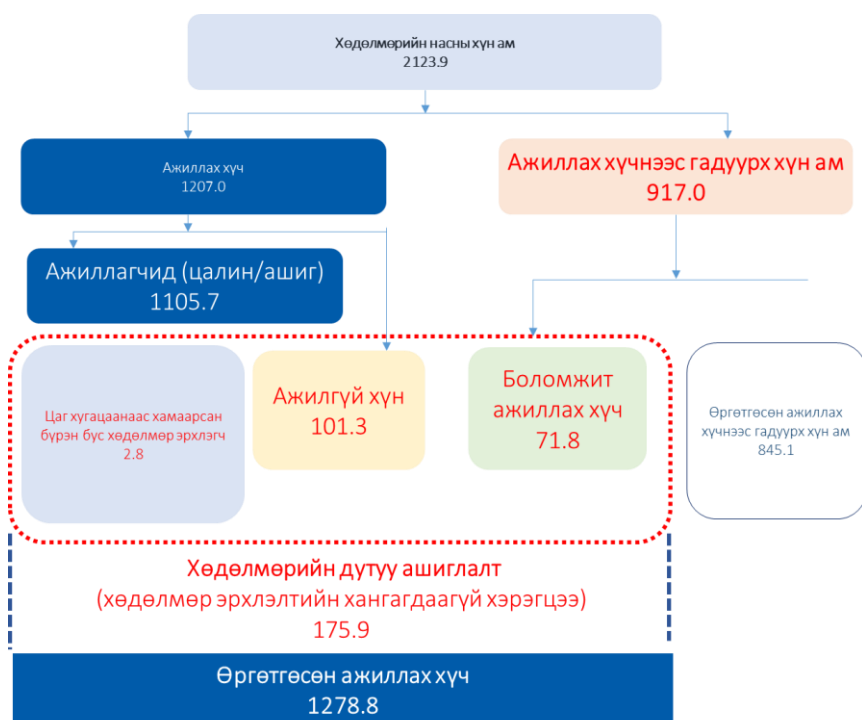 Хөдөлмөрийн насны хүн ам
2123.9
Ажиллах хүч
1207.0
Ажиллах хүчнээс гадуурх хүн ам
917.0
Ажиллагчид (цалин/ашиг)
1105.7
Цаг хугацаанаас хамаарсан
бүрэн бус хөдөлмөр эрхлэгч
2.8
Ажилгүй хүн
101.3
Боломжит
ажиллах хүч
71.8
Өргөтгөсөн ажиллах
хүчнээс гадуурх хүн ам
845.1
Хөдөлмөрийн дутуу ашиглалт
(хөдөлмөр эрхлэлтийн хангагдаагүй хэрэгцээ)
175.9
Өргөтгөсөн ажиллах хүч
1278.8